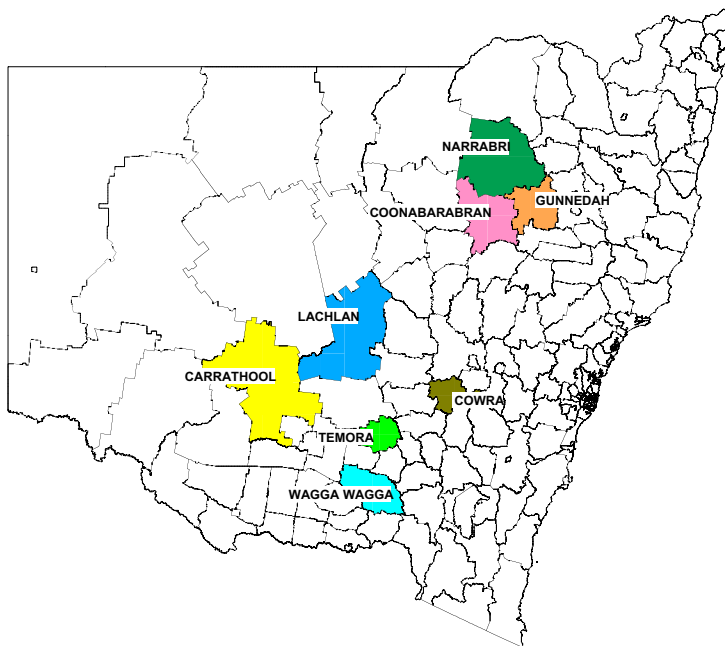 NARRABRI
GUNNEDAH
COONABARABRAN
LACHLAN
CARRATHOOL
COWRA
TEMORA
WAGGA WAGGA